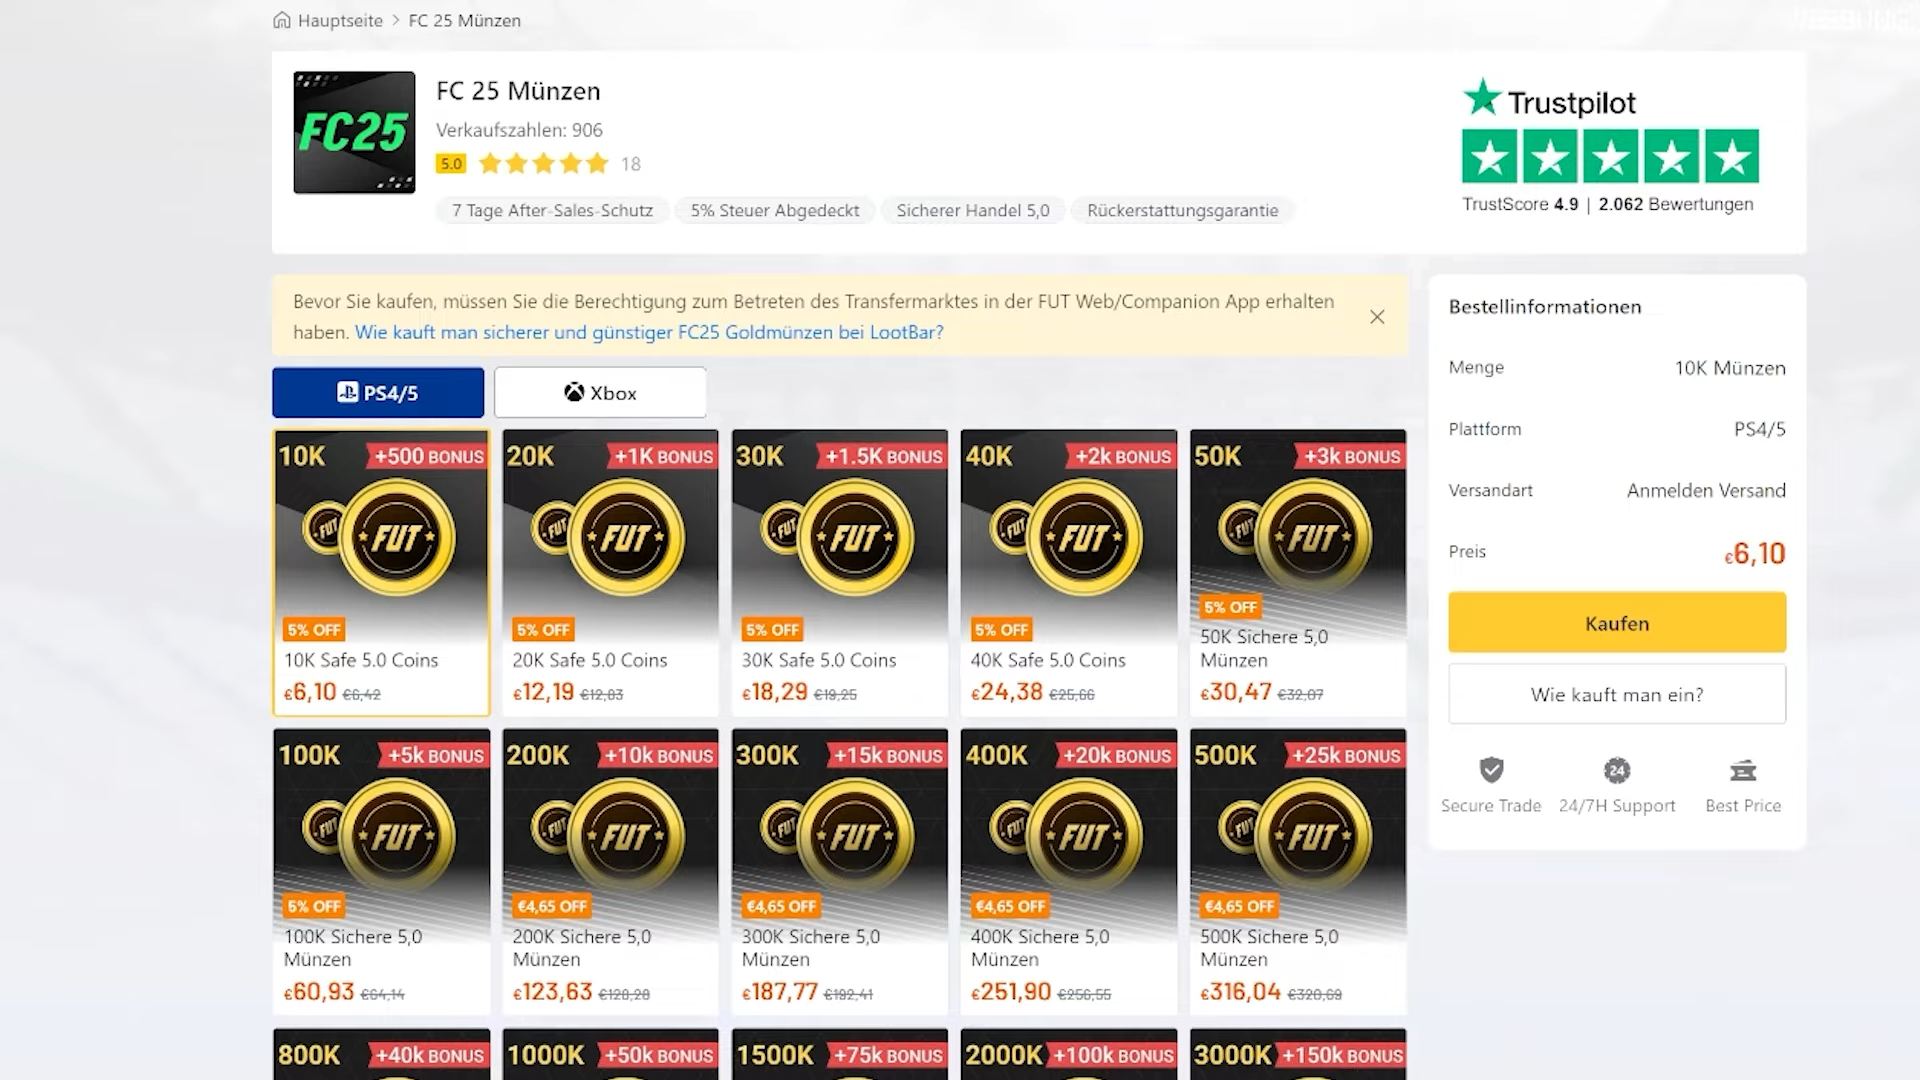 Hauptseite > FC 25 Münzen
WERBUNG
FC25
FC 25 Münzen
Verkaufszahlen: 906
5.0 18
7 Tage After-Sales-Schutz 5% Steuer Abgedeckt Sicherer Handel 5,0 Rückerstattungsgarantie
Trustpilot
TrustScore 4.9 | 2.062 Bewertungen
Bevor Sie kaufen, müssen Sie die Berechtigung zum Betreten des Transfermarktes in der FUT Web/Companion App erhalten
haben. Wie kauft man sicherer und günstiger FC25 Goldmünzen bei LootBar?
PS4/5 Xbox
10K +500 BONUS
FUT FUT
5% OFF
10K Safe 5.0 Coins
€6,10 €6,42
20K +1K BONUS
FUT FUT
5% OFF
20K Safe 5.0 Coins
€12,19 €12,83
30K +1.5K BONUS
FUT FUT
5% OFF
30K Safe 5.0 Coins
€18,29 €19,25
40K +2k BONUS
FUT FUT
5% OFF
40K Safe 5.0 Coins
€24,38 €25,66
50K +3k BONUS
FUT FUT
5% OFF
50K Sichere 5,0
Münzen
€30,47 €32,07
100K +5k BONUS
FUT FUT
5% OFF
100K Sichere 5,0
Münzen
€60,93 €64,14
200K +10k BONUS
FUT FUT
€4,65 OFF
200K Sichere 5,0
Münzen
€123,63 €128,28
300K +15k BONUS
FUT FUT
€4,65 OFF
300K Sichere 5,0
Münzen
€187,77 €192,41
400K +20k BONUS
FUT FUT
€4,65 OFF
400K Sichere 5,0
Münzen
€251,90 €256,55
500K +25k BONUS
FUT FUT
€4,65 OFF
500K Sichere 5,0
Münzen
€316,04 €320,69
800K +40k BONUS
1000K +50k BONUS
1500K +75k BONUS
2000K +100k BONUS
3000K +150k BONUS
Bestellinformationen
Menge 10K Münzen
Plattform PS4/5
Versandart Anmelden Versand
Preis €6,10
Kaufen
Wie kauft man ein?
24
Secure Trade 24/7H Support Best Price